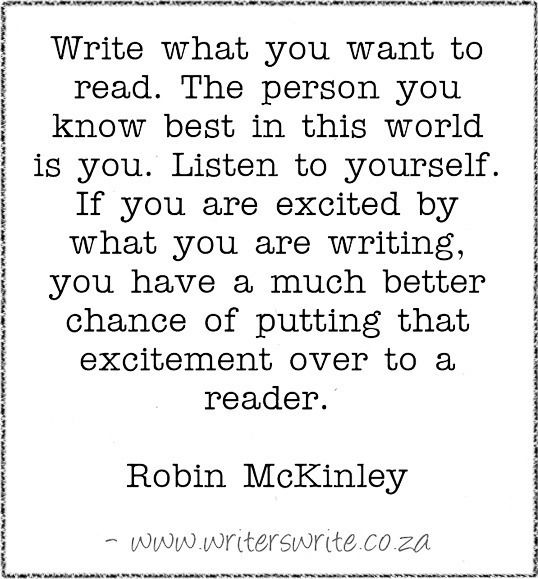 Write what you want to
read. The person you
know best in this world
is you. Listen to yourself.
If you are excited by
what you are writing,
you have a much better
chance of putting that
excitement over to a
reader.
Robin McKinley
- www.writerswrite.co.za